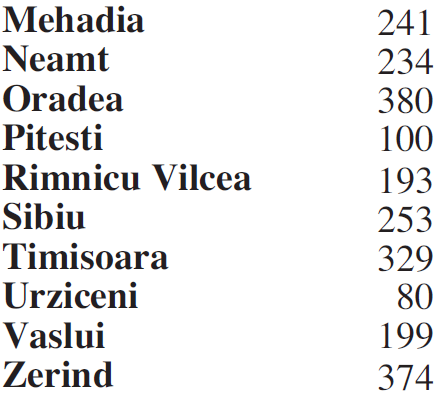 Mehadia 241
Neamt 234
Oradea 380
Pitesti 100
Rimnicu Vilcea 193
Sibiu 253
Timisoara 329
Urziceni 80
Vaslui 199
Zerind 374